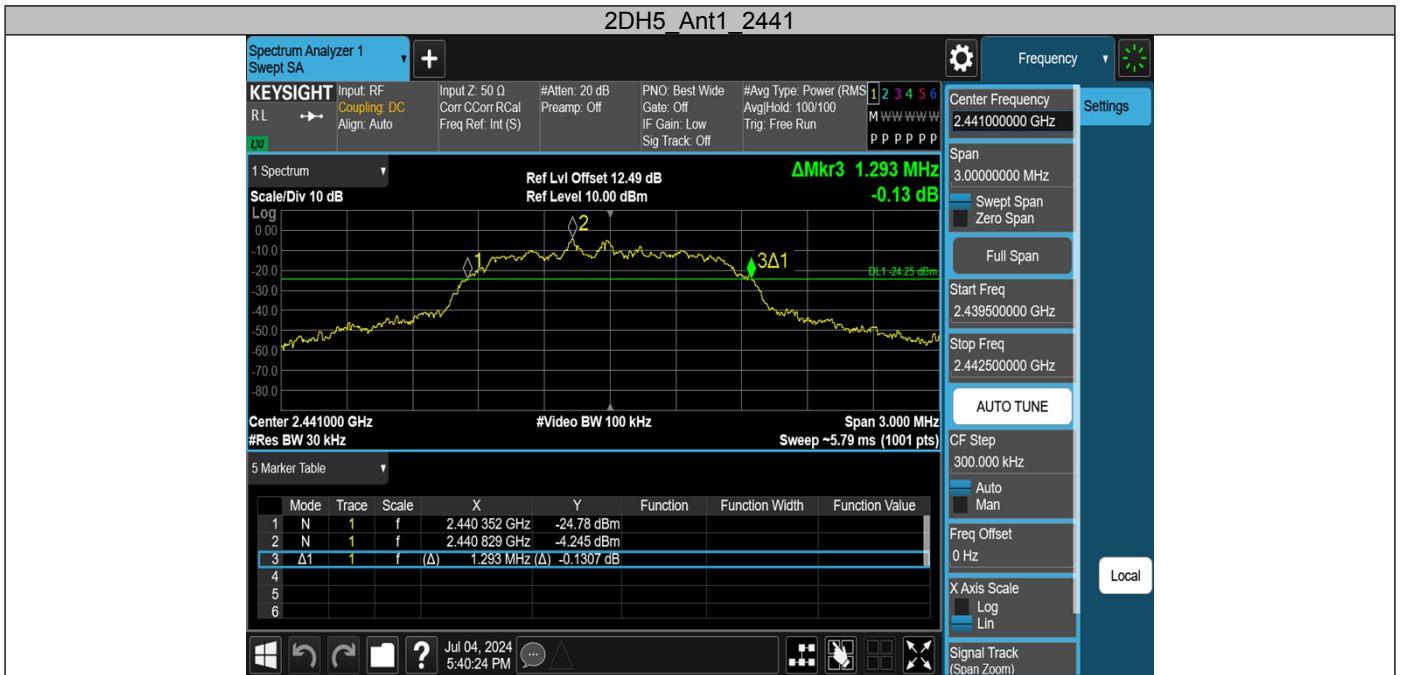 2DH5_Ant1_2441
Spectrum Analyzer 1
Swept SA
+
Frequency
KEYSIGHT
RL
LXI
Input: RF
Coupling: DC
Align: Auto
Input Z: 50 Ω
Corr CCorr RCal
Freq Ref: Int (S)
#Atten: 20 dB
Preamp: Off
PNO: Best Wide
Gate: Off
IF Gain: Low
Sig Track: Off
#Avg Type: Power (RMS
Avg|Hold: 100/100
Trig: Free Run
1 2 3 4 5 6
M W W W W W
P P P P P P
Center Frequency
2.441000000 GHz
Settings
1 Spectrum
Ref Lvl Offset 12.49 dB
ΔMkr3 1.293 MHz
Scale/Div 10 dB
Ref Level 10.00 dBm
-0.13 dB
Log
0.00
-10.0
-20.0
-30.0
-40.0
-50.0
-60.0
-70.0
-80.0
1
2
3Δ1
DL1 -24.25 dBm
Center 2.441000 GHz
#Video BW 100 kHz
Span 3.000 MHz
#Res BW 30 kHz
Sweep ~5.79 ms (1001 pts)
Span
3.00000000 MHz
Swept Span
Zero Span
Full Span
Start Freq
2.439500000 GHz
Stop Freq
2.442500000 GHz
AUTO TUNE
CF Step
300.000 kHz
Auto
Man
Freq Offset
0 Hz
X Axis Scale
Log
Lin
Signal Track
(Span Zoom)
Local
5 Marker Table
Mode Trace Scale X Y Function Function Width Function Value
1 N 1 f 2.440 352 GHz -24.78 dBm
2 N 1 f 2.440 829 GHz -4.245 dBm
3 Δ1 1 f (Δ) 1.293 MHz (Δ) -0.1307 dB
4
5
6
?
Jul 04, 2024
5:40:24 PM